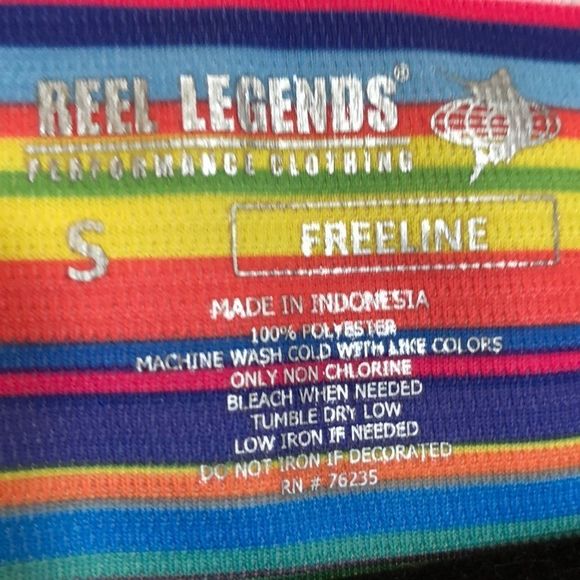 REEL LEGENDS®
PERFORMANCE CLOTHING
S
FREELINE
MADE IN INDONESIA
100% POLYESTER
MACHINE WASH COLD WITH LIKE COLORS
ONLY NON-CHLORINE
BLEACH WHEN NEEDED
TUMBLE DRY LOW
LOW IRON IF NEEDED
DO NOT IRON IF DECORATED
RN # 76235